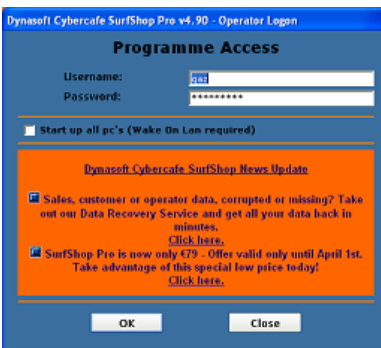 Dynasoft Cybercafe SurfShop Pro v4.90 - Operator Logon
Programme Access
Username:
gaz
Password:
*********
Start up all pc's (Wake On Lan required)
Dynasoft Cybercafe SurfShop News Update
Sales, customer or operator data, corrupted or missing? Take
out our Data Recovery Service and get all your data back in
minutes.
Click here.
SurfShop Pro is now only €79 - Offer valid only until April 1st.
Take advantage of this special low price today!
Click here.
OK
Close